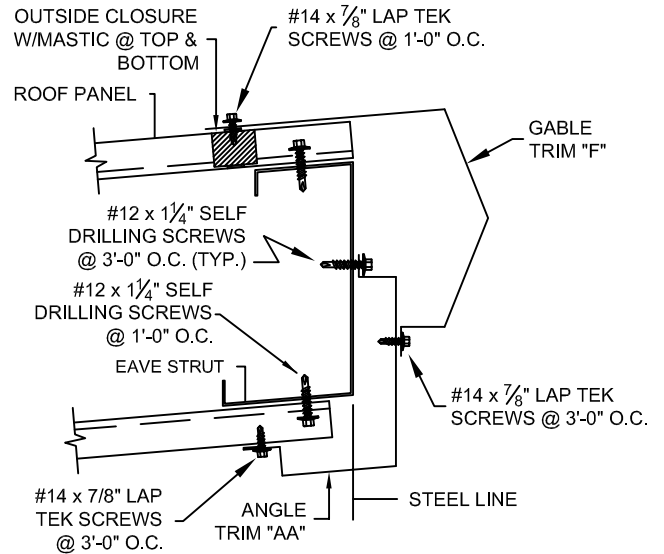 OUTSIDE CLOSURE
W/MASTIC @ TOP &
BOTTOM
#14 x 7/8" LAP TEK
SCREWS @ 1'-0" O.C.
ROOF PANEL
GABLE
TRIM "F"
#12 x 1 1/4" SELF
DRILLING SCREWS
@ 3'-0" O.C. (TYP.)
#12 x 1 1/4" SELF
DRILLING SCREWS
@ 1'-0" O.C.
EAVE STRUT
#14 x 7/8" LAP TEK
SCREWS @ 3'-0" O.C.
#14 x 7/8" LAP
TEK SCREWS
@ 3'-0" O.C.
ANGLE
TRIM "AA"
STEEL LINE